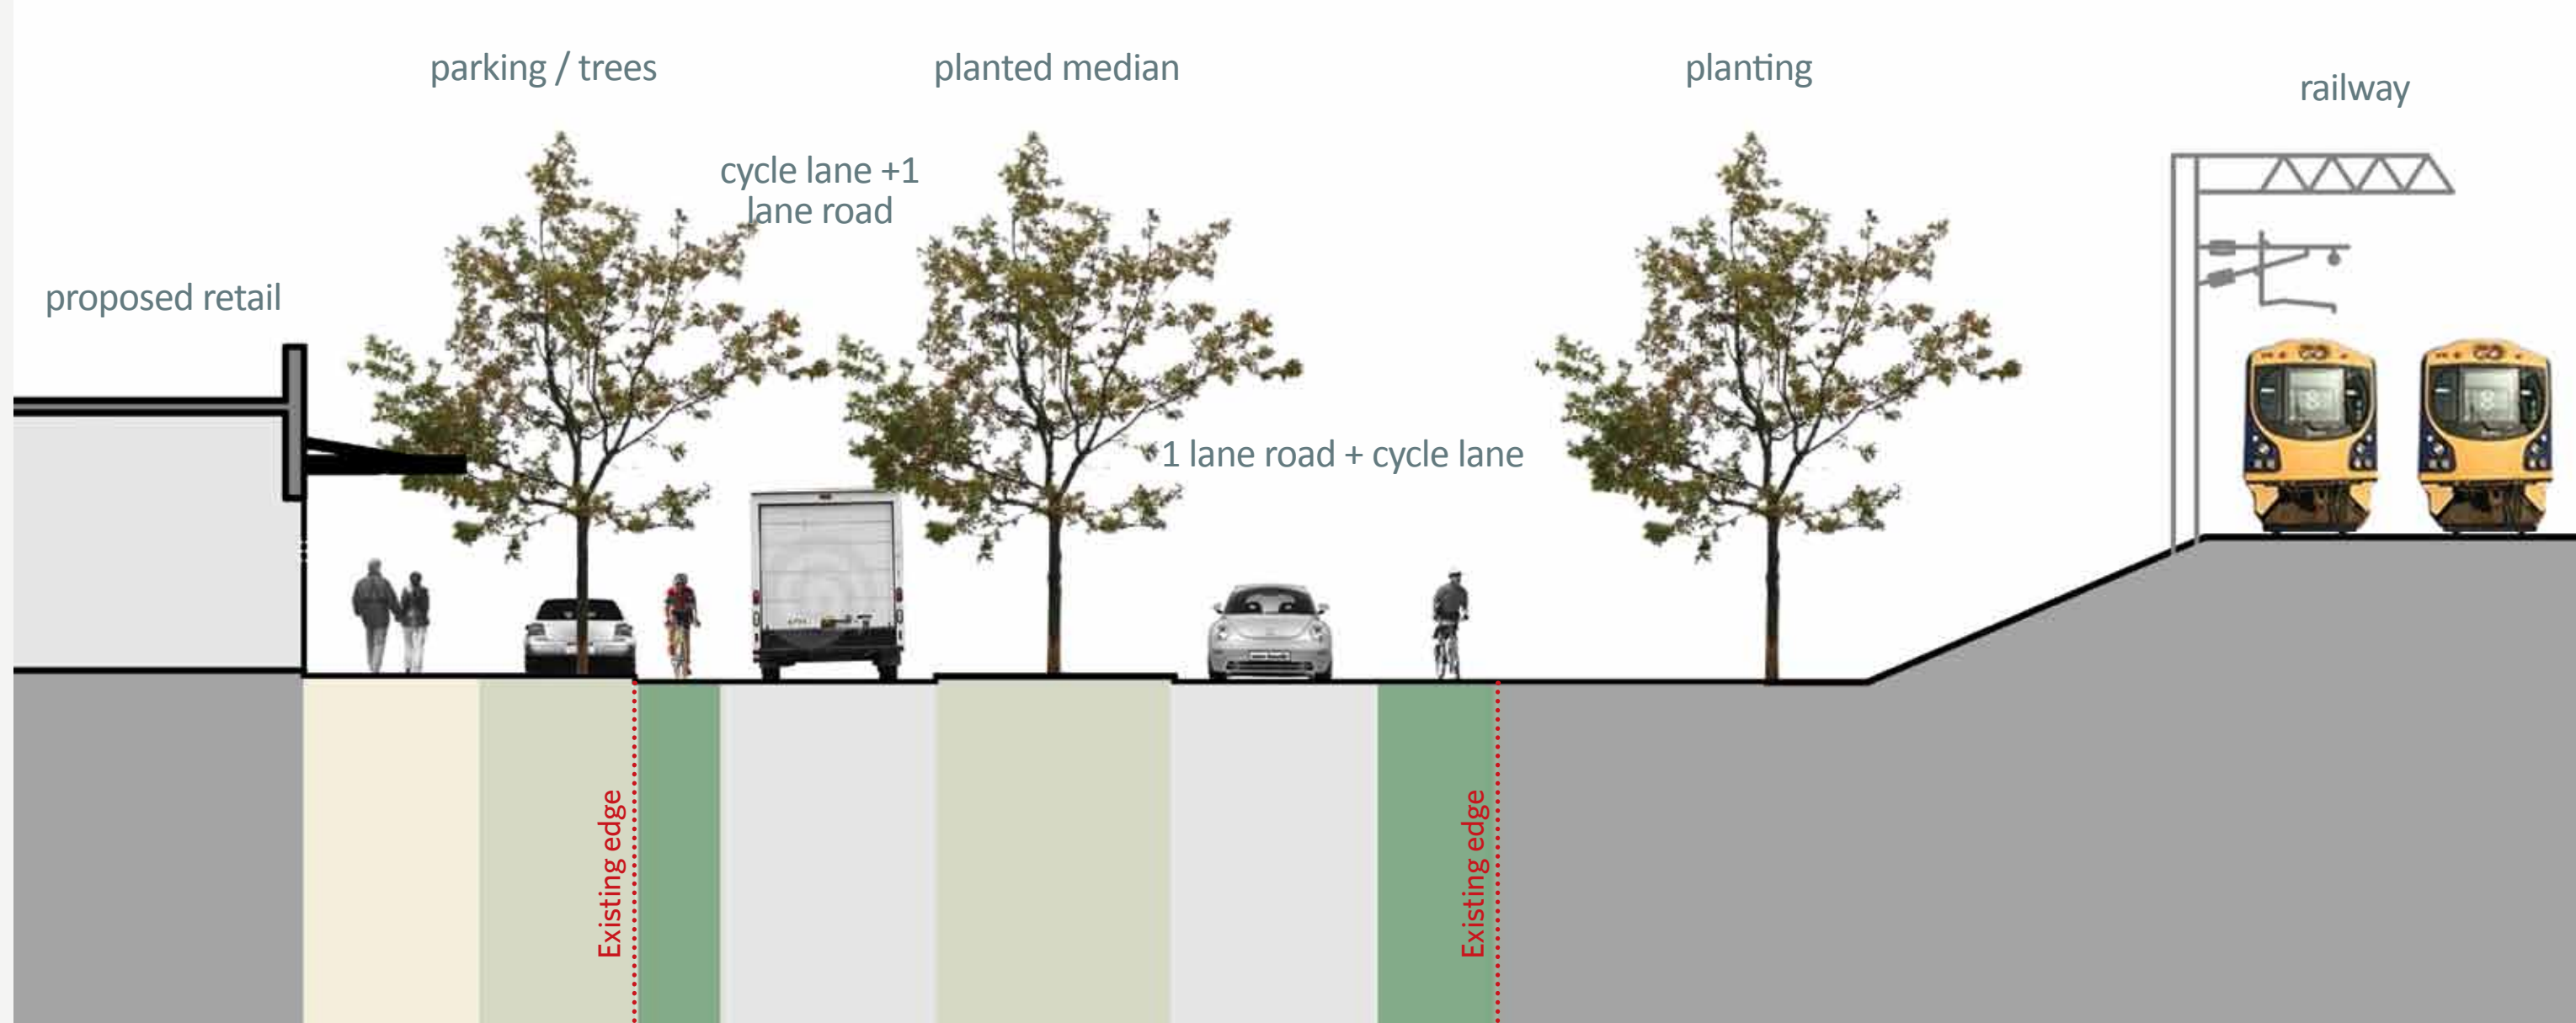 parking / trees
planted median
planting
railway
cycle lane +1
lane road
proposed retail
1 lane road + cycle lane
Existing edge
Existing edge